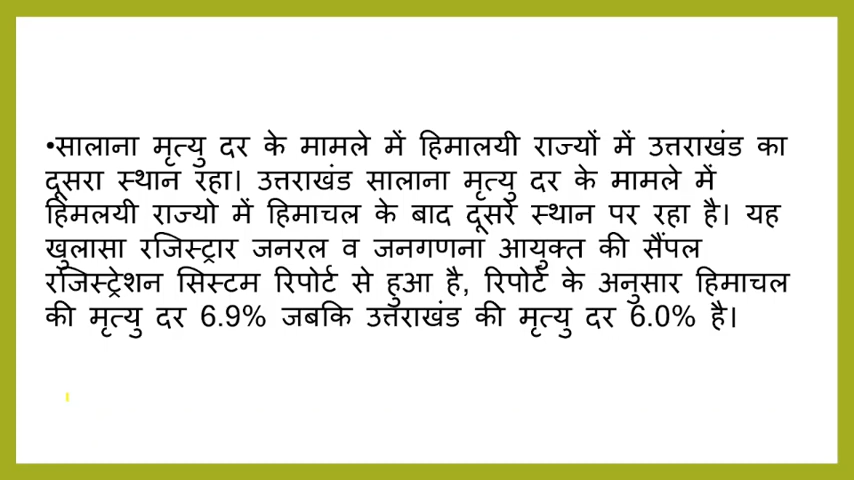 •सालाना मृत्यु दर के मामले में हिमालयी राज्यों में उत्तराखंड का
दूसरा स्थान रहा। उत्तराखंड सालाना मृत्यु दर के मामले में
हिमलयी राज्यो में हिमाचल के बाद दूसरे स्थान पर रहा है। यह
खुलासा रजिस्ट्रार जनरल व जनगणना आयुक्त की सैंपल
रजिस्ट्रेशन सिस्टम रिपोर्ट से हुआ है, रिपोर्ट के अनुसार हिमाचल
की मृत्यु दर 6.9% जबकि उत्तराखंड की मृत्यु दर 6.0% है।